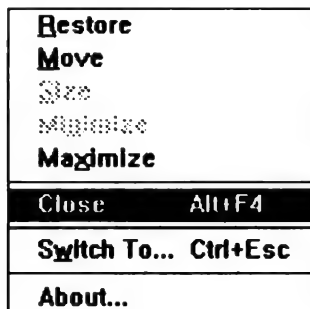 Restore
Move
Size
Minimize
Maximize
Close Alt+F4
Switch To... Ctrl+Esc
About...